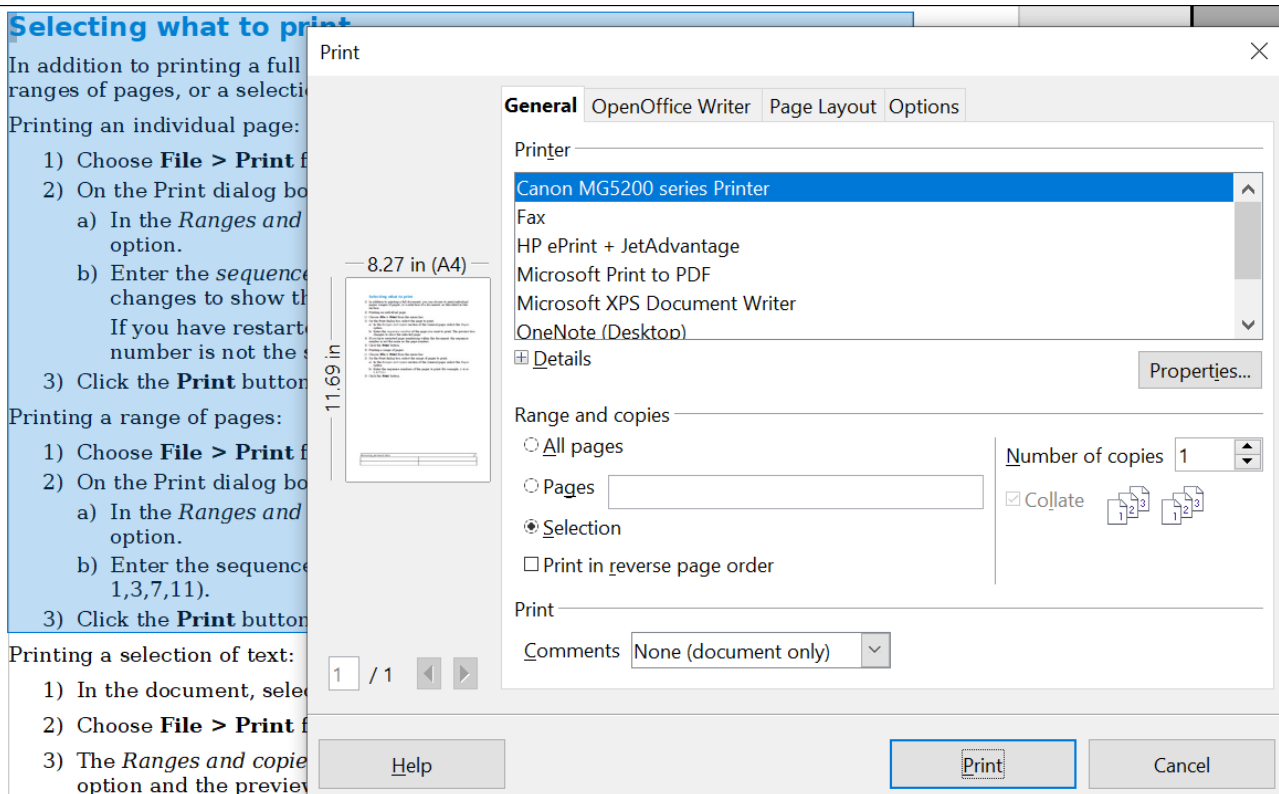 Selecting what to print
In addition to printing a full
ranges of pages, or a selecti
Printing an individual page:
1) Choose File > Print f
2) On the Print dialog bo
a) In the Ranges and
option.
b) Enter the sequence
changes to show th
If you have restarte
number is not the s
3) Click the Print button
Printing a range of pages:
1) Choose File > Print f
2) On the Print dialog bo
a) In the Ranges and
option.
b) Enter the sequence
1,3,7,11).
3) Click the Print button
Printing a selection of text:
1) In the document, selec
2) Choose File > Print f
3) The Ranges and copie
option and the preview
Print
8.27 in (A4)
11.69 in
1 / 1
General OpenOffice Writer Page Layout Options
Printer
Canon MG5200 series Printer
Fax
HP ePrint + JetAdvantage
Microsoft Print to PDF
Microsoft XPS Document Writer
OneNote (Desktop)
Details
Properties...
Range and copies
All pages
Pages
Selection
Print in reverse page order
Number of copies 1
Collate 1 2 3 1 2 3
Print
Comments None (document only)
Help Print Cancel